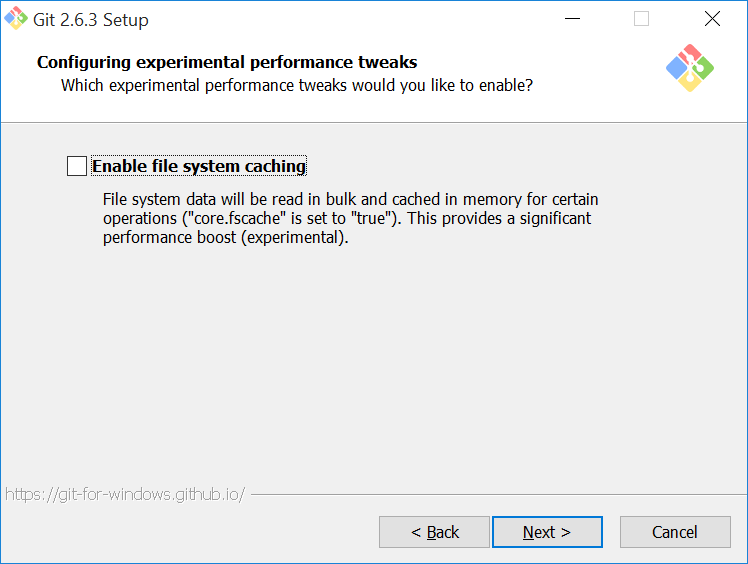 Git 2.6.3 Setup
Configuring experimental performance tweaks
Which experimental performance tweaks would you like to enable?
Enable file system caching
File system data will be read in bulk and cached in memory for certain
operations ("core.fscache" is set to "true"). This provides a significant
performance boost (experimental).
https://git-for-windows.github.io/
< Back
Next >
Cancel